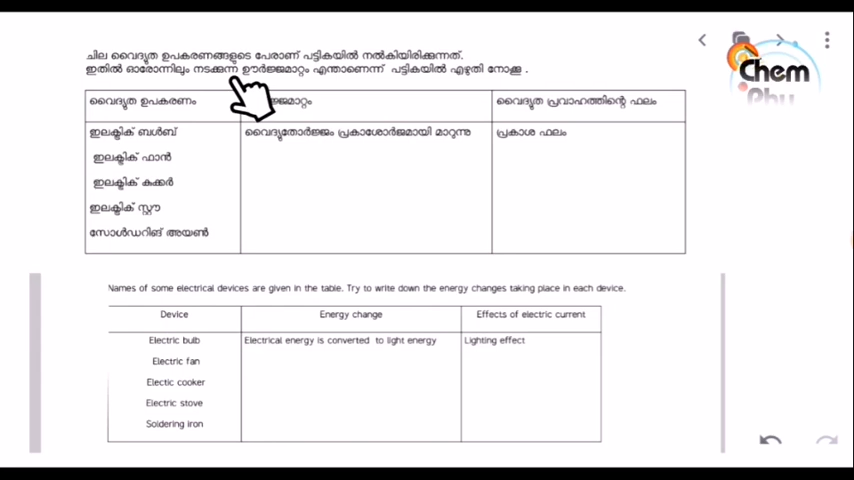 ചില വൈദ്യുത ഉപകരണങ്ങളുടെ പേരാണ് പട്ടികയിൽ നൽകിയിരിക്കുന്നത്.
ഇതിൽ ഓരോന്നിലും നടക്കുന്ന ഊർജ്ജമാറ്റം എന്താണെന്ന് പട്ടികയിൽ എഴുതി നോക്കൂ .
Chem
Phy
വൈദ്യുത ഉപകരണം വൈദ്യുത പ്രവാഹത്തിന്റെ ഫലം
ഇലക്ട്രിക് ബൾബ് വൈദ്യുതോർജ്ജം പ്രകാശോർജമായി മാറുന്നു പ്രകാശ ഫലം
ഇലക്ട്രിക് ഫാൻ
ഇലക്ട്രിക് കുക്കർ
ഇലക്ട്രിക് സ്റ്റൗ
സോൾഡറിങ് അയൺ
Names of some electrical devices are given in the table. Try to write down the energy changes taking place in each device.
Device Energy change Effects of electric current
Electric bulb Electrical energy is converted to light energy Lighting effect
Electric fan
Electic cooker
Electric stove
Soldering iron